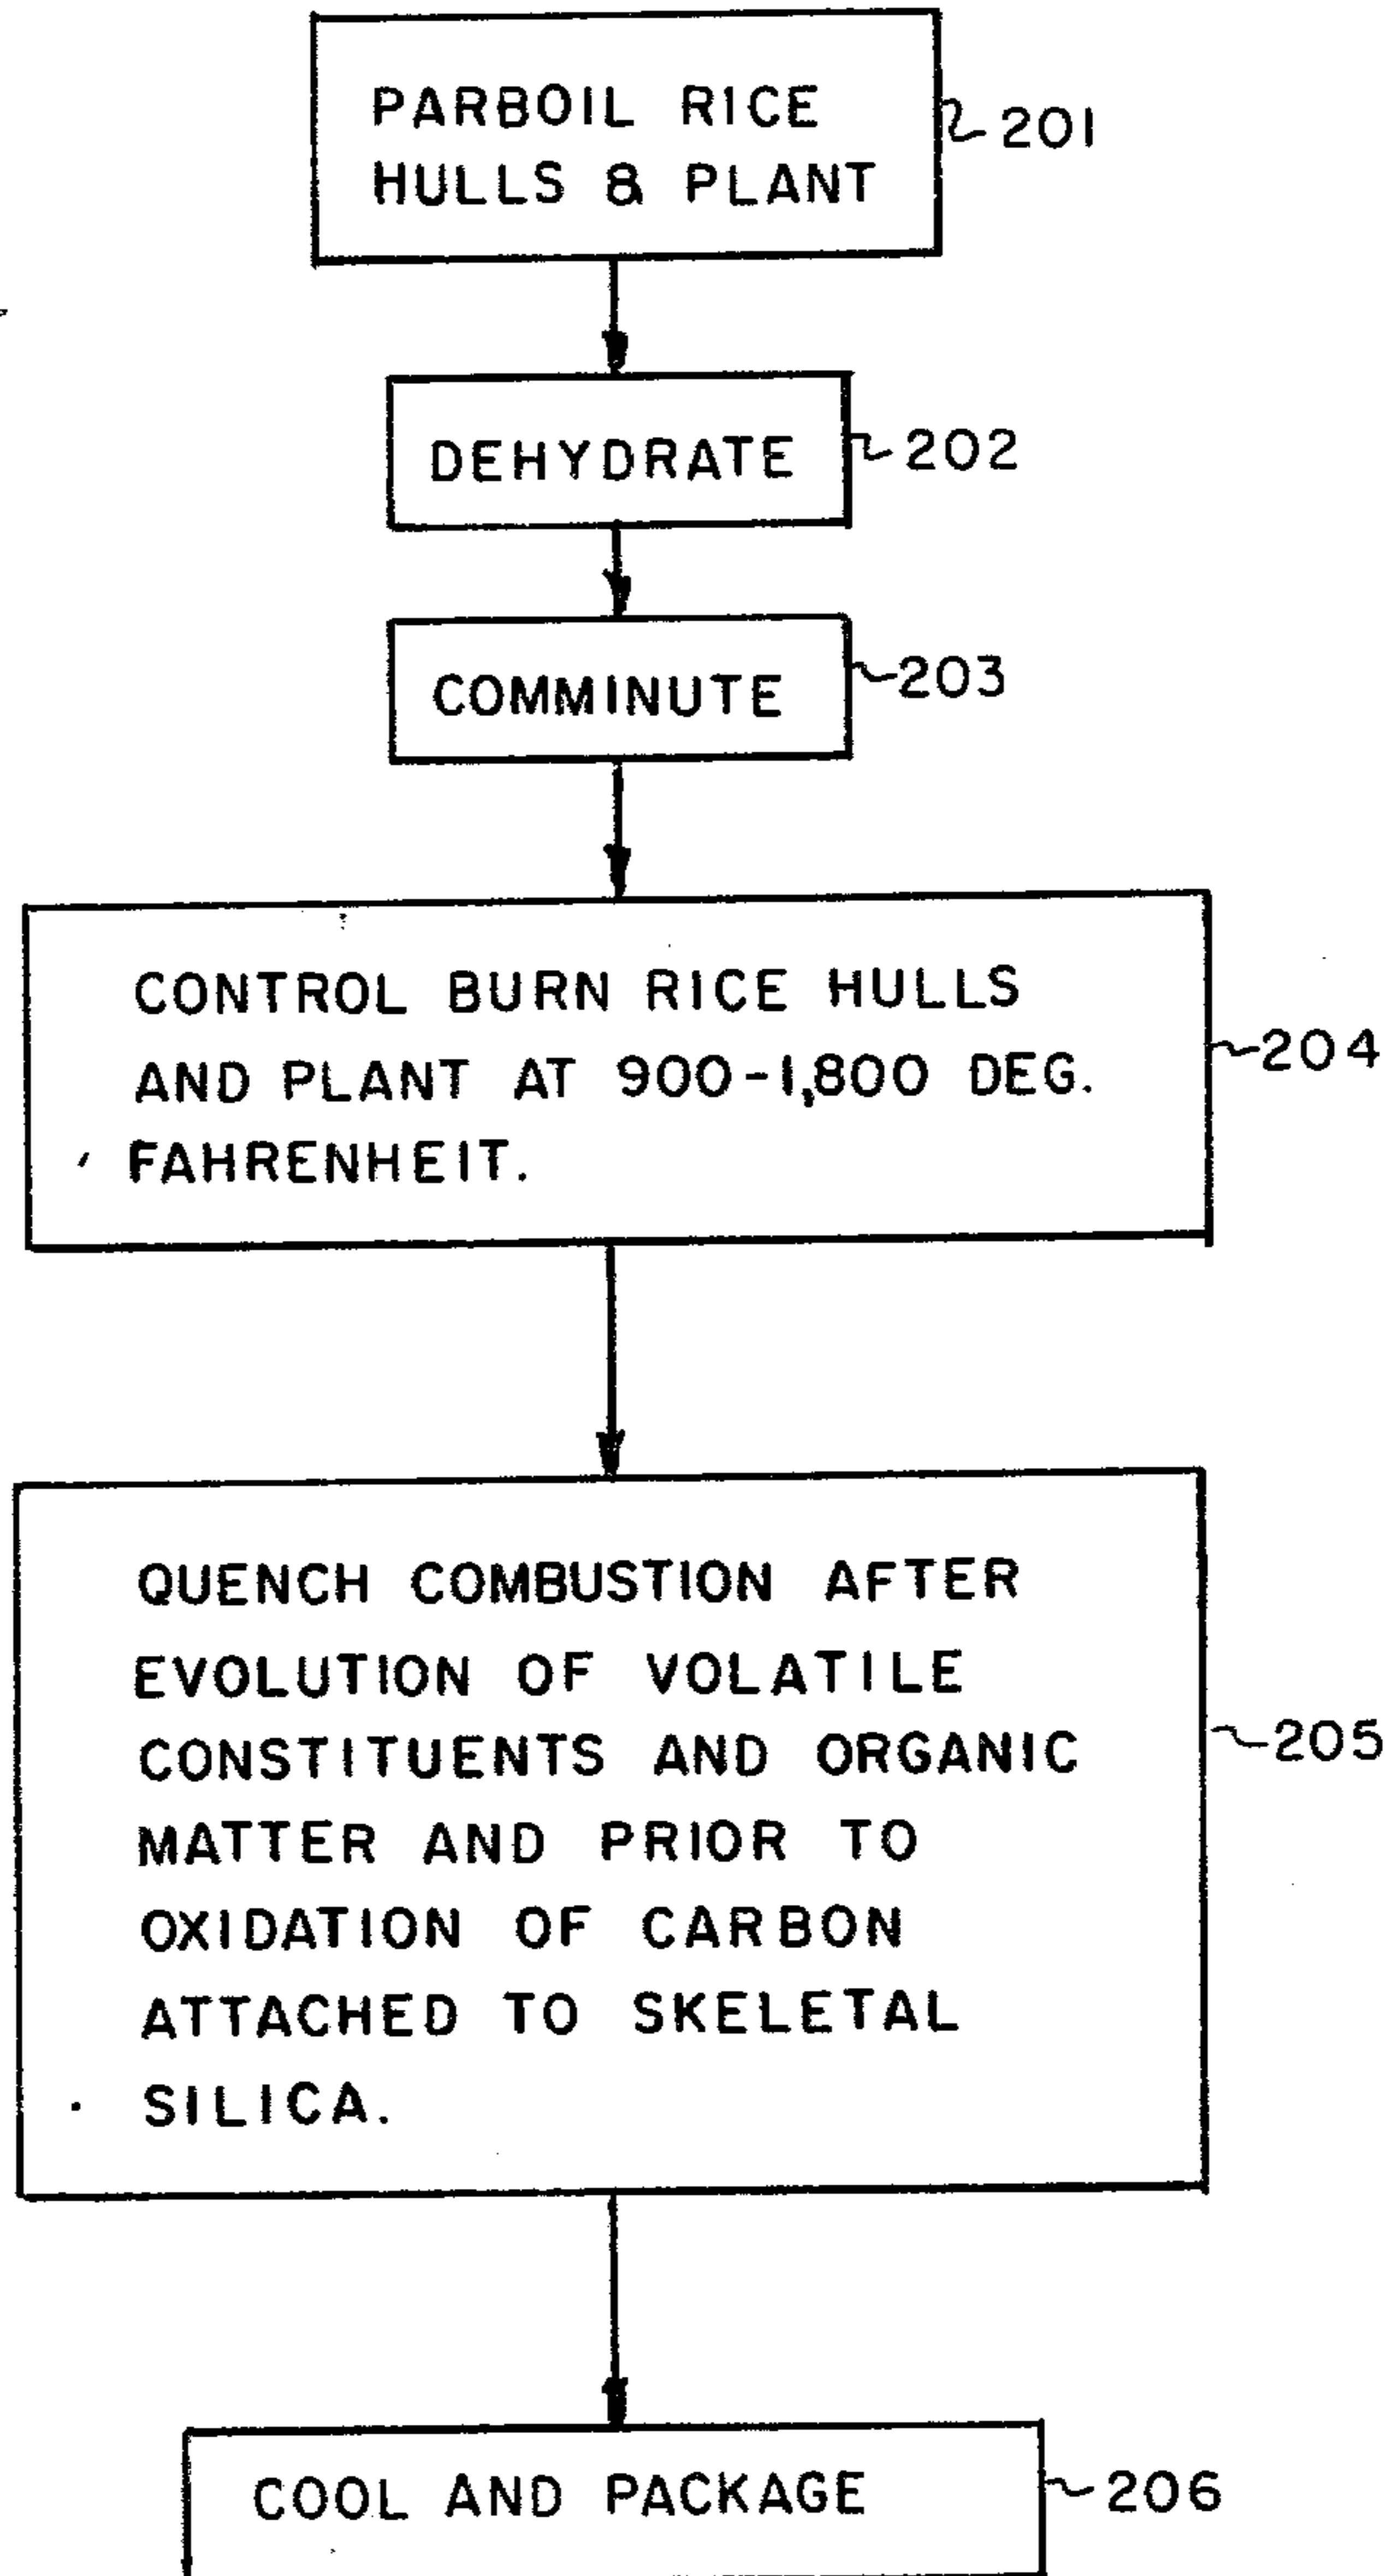 PARBOIL RICE
HULLS & PLANT
201
DEHYDRATE
202
COMMINUTE
203
CONTROL BURN RICE HULLS
AND PLANT AT 900-1,800 DEG.
FAHRENHEIT.
204
QUENCH COMBUSTION AFTER
EVOLUTION OF VOLATILE
CONSTITUENTS AND ORGANIC
MATTER AND PRIOR TO
OXIDATION OF CARBON
ATTACHED TO SKELETAL
SILICA.
205
COOL AND PACKAGE
206